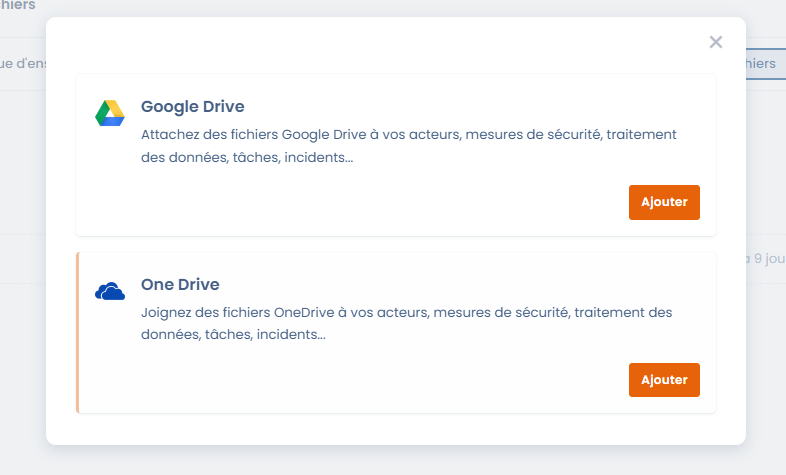 hiers
ue d'ens
hiers
Google Drive
Attachez des fichiers Google Drive à vos acteurs, mesures de sécurité, traitement
des données, tâches, incidents...
Ajouter
a 9 jou
One Drive
Joignez des fichiers OneDrive à vos acteurs, mesures de sécurité, traitement des
données, tâches, incidents...
Ajouter